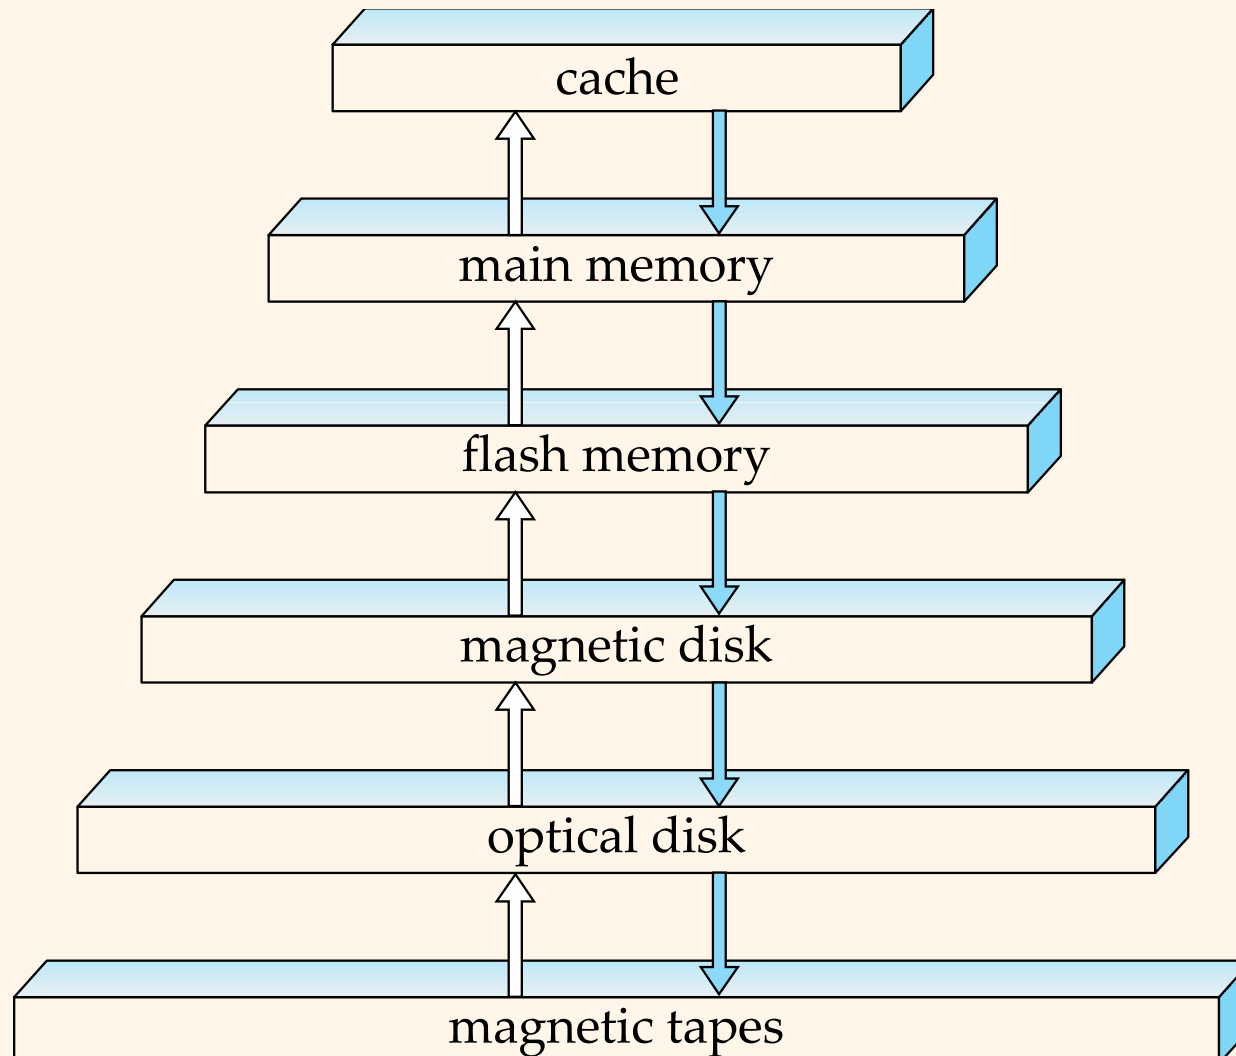 cache
main memory
flash memory
magnetic disk
optical disk
magnetic tapes